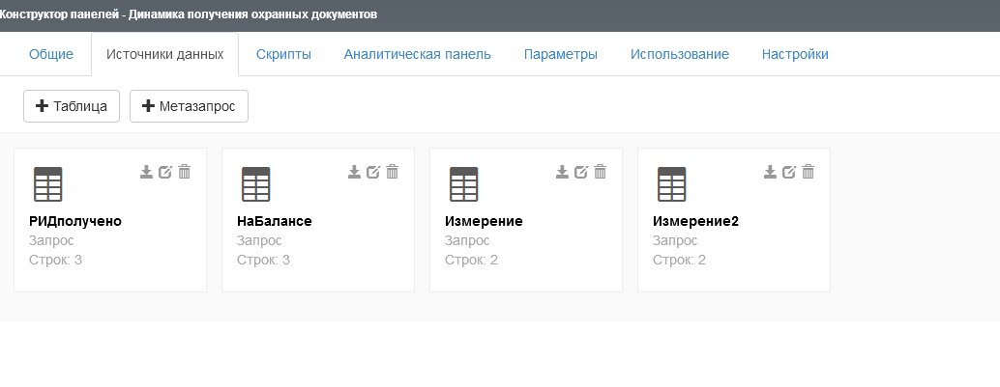 Конструктор панелей - Динамика получения охранных документов
Общие Источники данных Скрипты Аналитическая панель Параметры Использование Настройки
Таблица Метазапрос
РИДполучено НаБалансе Измерение Измерение2
Запрос Запрос Запрос Запрос
Строк: 3 Строк: 3 Строк: 2 Строк: 2